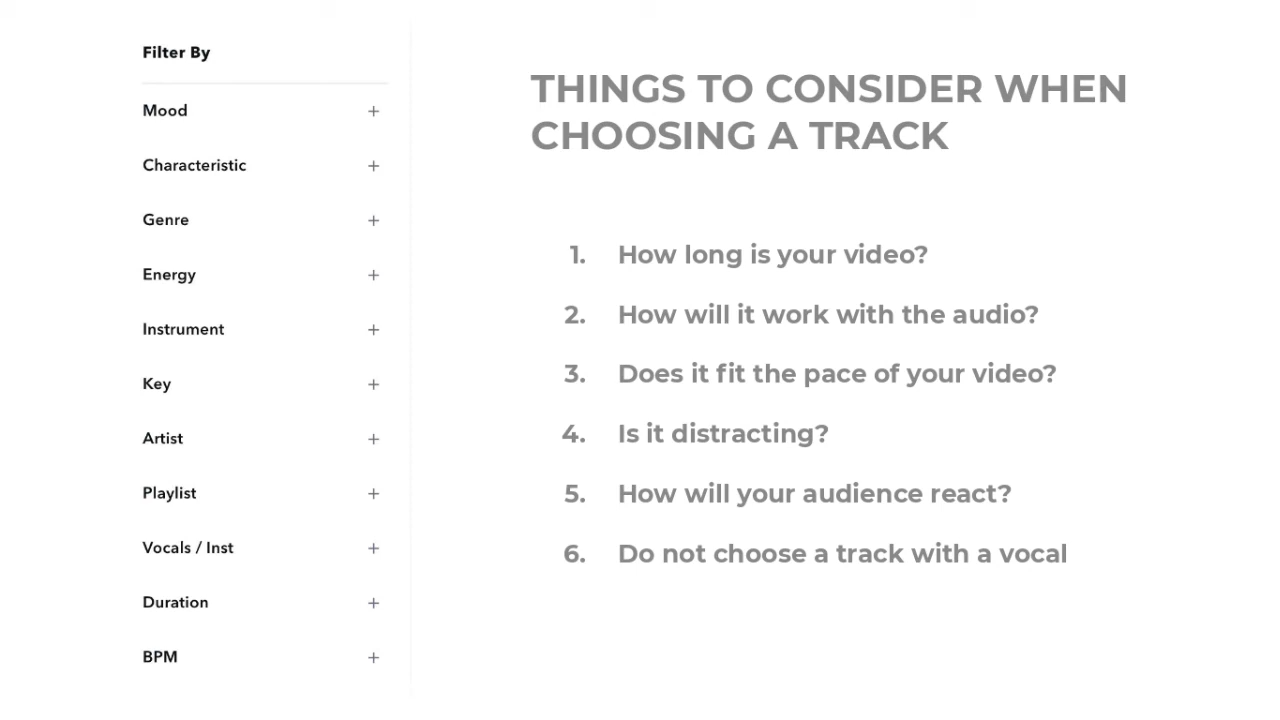 Filter By
Mood
Characteristic
Genre
Energy
Instrument
Key
Artist
Playlist
Vocals / Inst
Duration
BPM
THINGS TO CONSIDER WHEN
CHOOSING A TRACK
1. How long is your video?
2. How will it work with the audio?
3. Does it fit the pace of your video?
4. Is it distracting?
5. How will your audience react?
6. Do not choose a track with a vocal